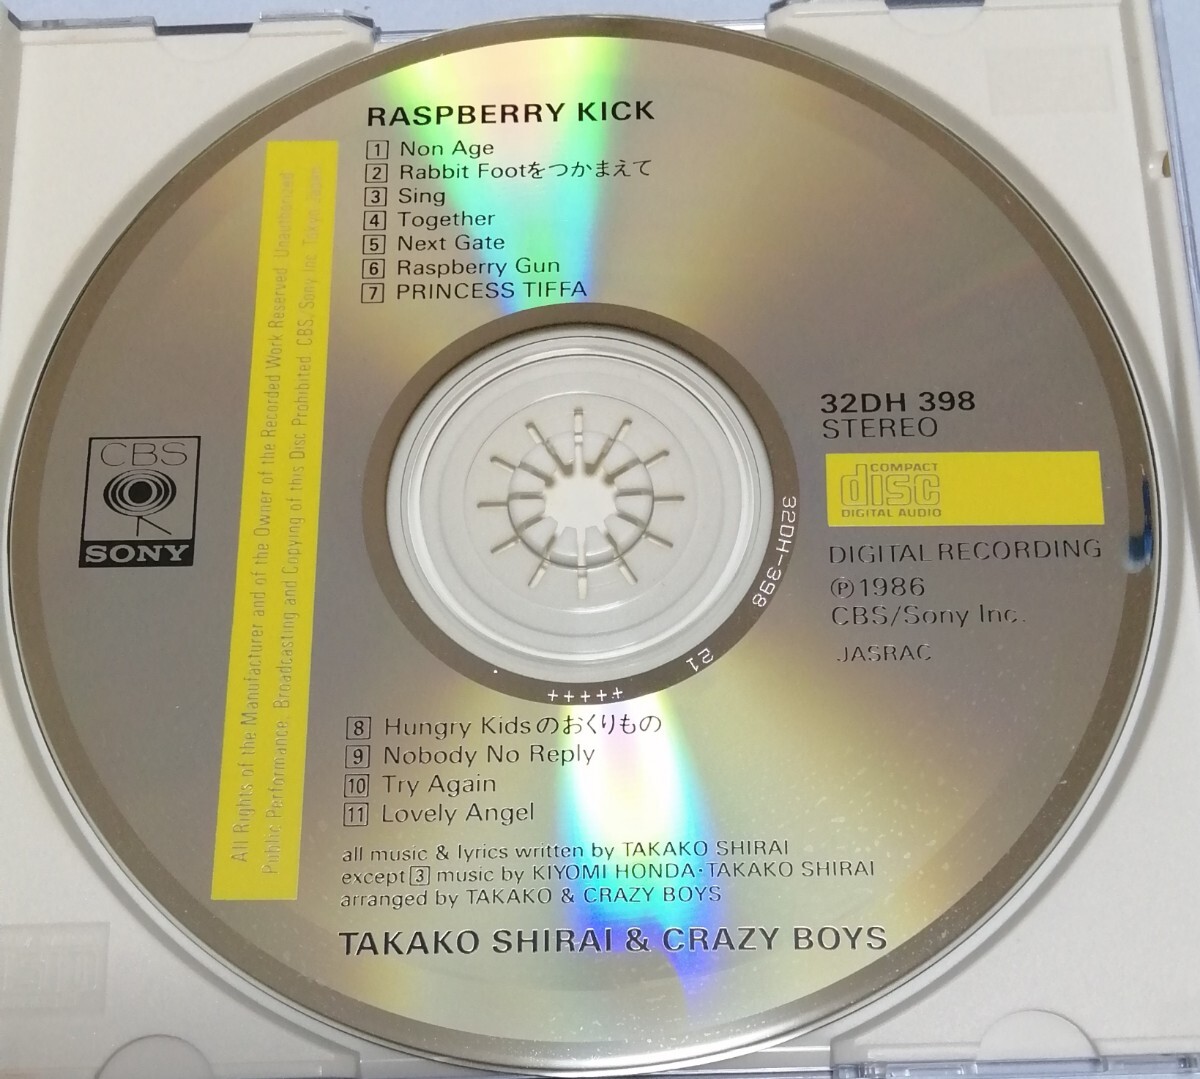 RASPBERRY KICK
1 Non Age
2 Rabbit Footをつかまえて
3 Sing
4 Together
5 Next Gate
6 Raspberry Gun
7 PRINCESS TIFFA
All Rights of the Manufacturer and of the Owner of the Recorded Work Reserved. Unauthorized
Public Performance, Broadcasting and Copying of this Disc Prohibited. CBS/Sony Inc. Tokyo Japan
CBS
SONY
32DH 398
STEREO
COMPACT
disc
DIGITAL AUDIO
DIGITAL RECORDING
Ⓟ1986
CBS/Sony Inc.
JASRAC
32DH-398 21 +++++
8 Hungry Kidsのおくりもの
9 Nobody No Reply
10 Try Again
11 Lovely Angel
all music & lyrics written by TAKAKO SHIRAI
except 3 music by KIYOMI HONDA・TAKAKO SHIRAI
arranged by TAKAKO & CRAZY BOYS
TAKAKO SHIRAI & CRAZY BOYS